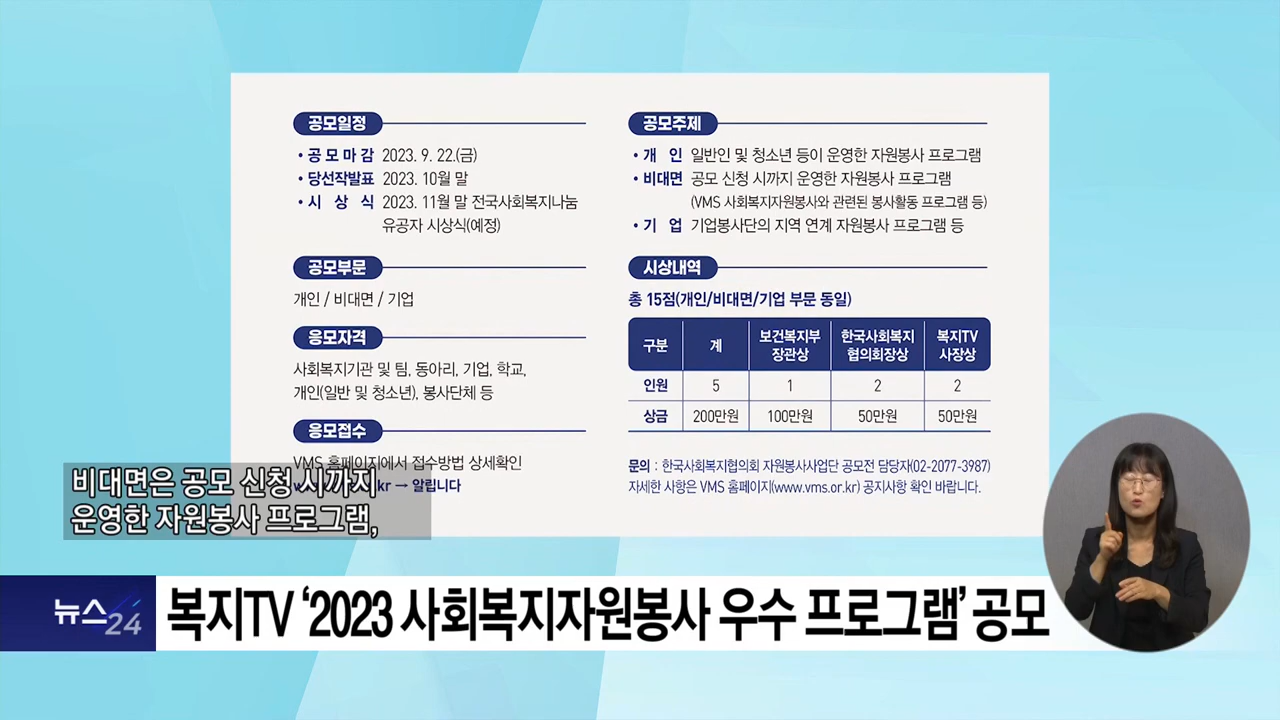 공모일정
• 공모마감 2023. 9. 22.(금)
• 당선작발표 2023. 10월 말
• 시상식 2023. 11월 말 전국사회복지나눔
유공자 시상식(예정)
공모부문
개인 / 비대면 / 기업
응모자격
사회복지기관 및 팀, 동아리, 기업, 학교,
개인(일반 및 청소년), 봉사단체 등
응모접수
VMS 홈페이지에서 접수방법 상세확인
kr → 알립니다
공모주제
• 개 인 일반인 및 청소년 등이 운영한 자원봉사 프로그램
• 비대면 공모 신청 시까지 운영한 자원봉사 프로그램
(VMS 사회복지자원봉사와 관련된 봉사활동 프로그램 등)
• 기 업 기업봉사단의 지역 연계 자원봉사 프로그램 등
시상내역
총 15점(개인/비대면/기업 부문 동일)
구분 계 보건복지부 장관상 한국사회복지 협의회장상 복지TV 사장상
인원 5 1 2 2
상금 200만원 100만원 50만원 50만원
문의 : 한국사회복지협의회 자원봉사사업단 공모전 담당자(02-2077-3987)
자세한 사항은 VMS 홈페이지(www.vms.or.kr) 공지사항 확인 바랍니다.
비대면은 공모 신청 시까지
운영한 자원봉사 프로그램,
뉴스24
복지TV ‘2023 사회복지자원봉사 우수 프로그램’ 공모